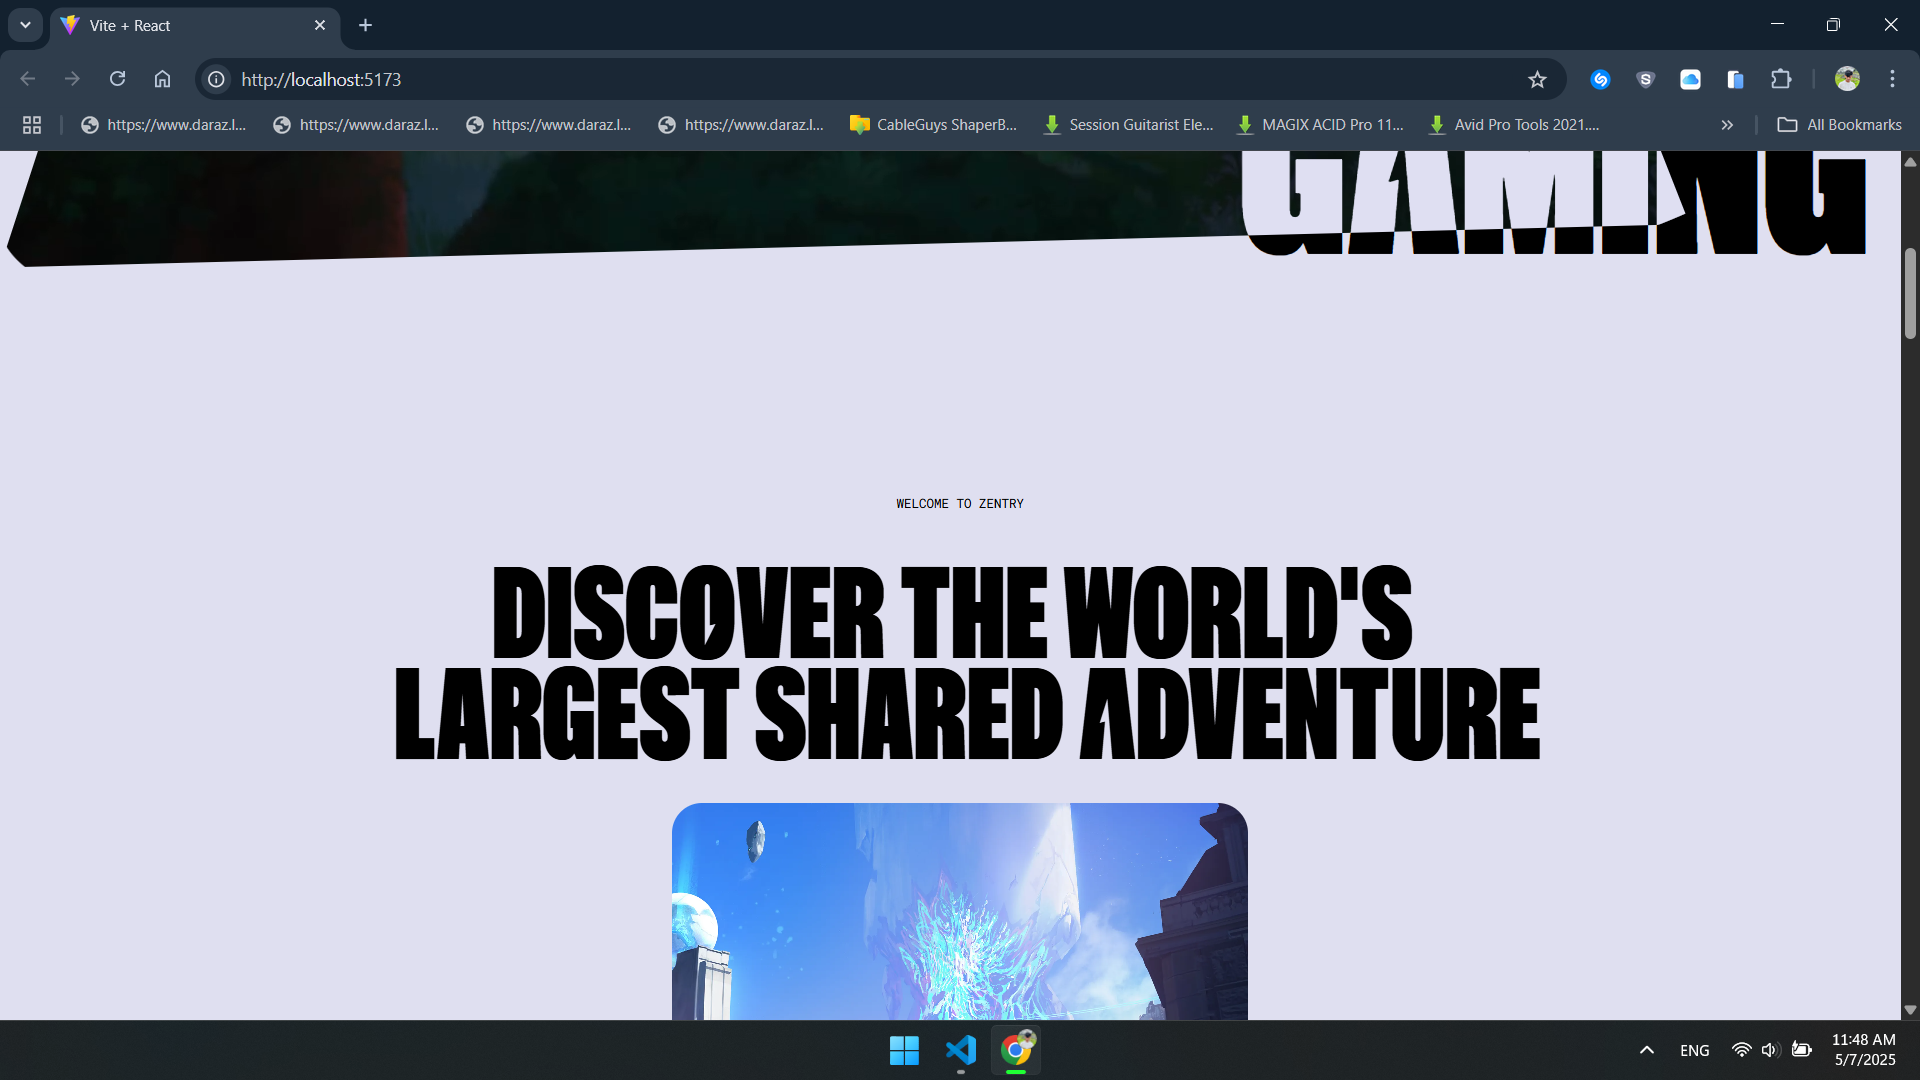 Vite + React
http://localhost:5173
https://www.daraz.l...
https://www.daraz.l...
https://www.daraz.l...
https://www.daraz.l...
CableGuys ShaperB...
Session Guitarist Ele...
MAGIX ACID Pro 11...
Avid Pro Tools 2021....
All Bookmarks
GAMING
WELCOME TO ZENTRY
DISCOVER THE WORLD'S
LARGEST SHARED ADVENTURE
ENG
11:48 AM
5/7/2025